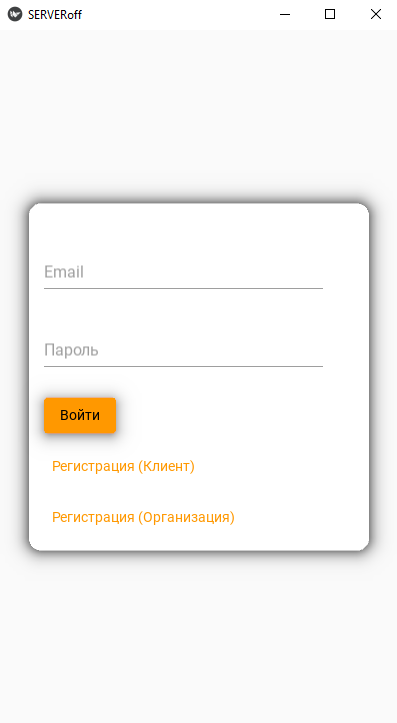 SERVERoff
Email
Пароль
Войти
Регистрация (Клиент)
Регистрация (Организация)